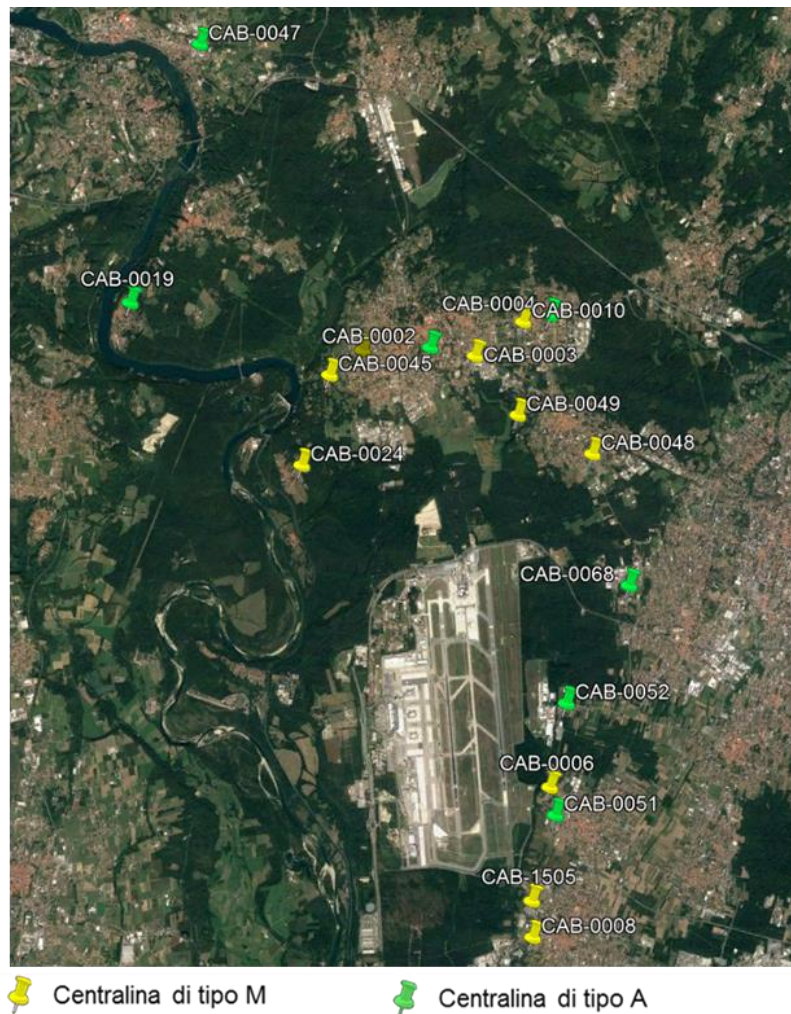 CAB-0047
CAB-0019
CAB-0004
CAB-0010
CAB-0002
CAB-0003
CAB-0045
CAB-0049
CAB-0048
CAB-0024
CAB-0068
CAB-0052
CAB-0006
CAB-0051
CAB-1505
CAB-0008
Centralina di tipo M
Centralina di tipo A